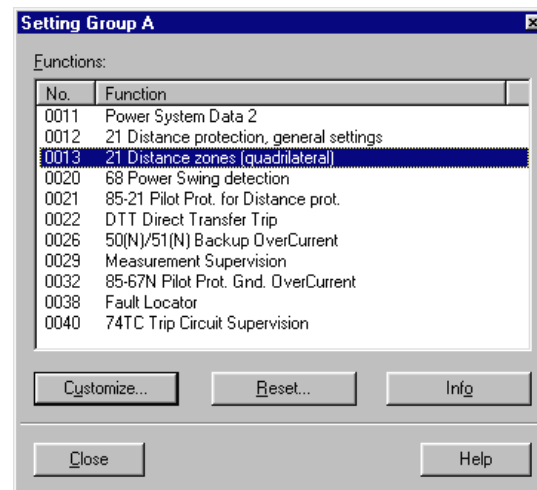 Setting Group A
Functions:
No. Function
0011 Power System Data 2
0012 21 Distance protection, general settings
0013 21 Distance zones (quadrilateral)
0020 68 Power Swing detection
0021 85-21 Pilot Prot. for Distance prot.
0022 DTT Direct Transfer Trip
0026 50(N)/51(N) Backup OverCurrent
0029 Measurement Supervision
0032 85-67N Pilot Prot. Gnd. OverCurrent
0038 Fault Locator
0040 74TC Trip Circuit Supervision
Customize... Reset... Info
Close Help